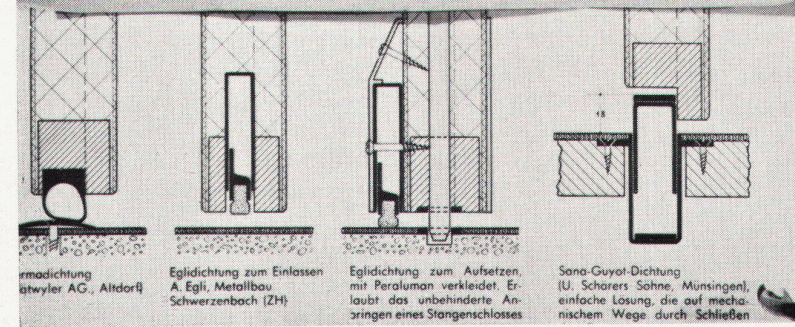 18
ermadichtung
ätwyler AG., Altdorf)
Eglidichtung zum Einlassen
A. Egli, Metallbau
Schwerzenbach (ZH)
Eglidichtung zum Aufsetzen,
mit Peraluman verkleidet. Er-
laubt das unbehinderte An-
bringen eines Stangenschlosses
Sana-Guyot-Dichtung
(U. Schärers Söhne, Münsingen),
einfache Lösung, die auf mecha-
nischem Wege durch Schließen